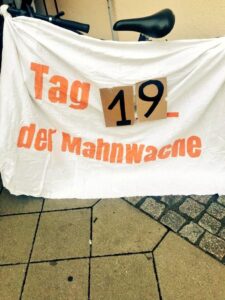 Tag 19
der Mahnwache